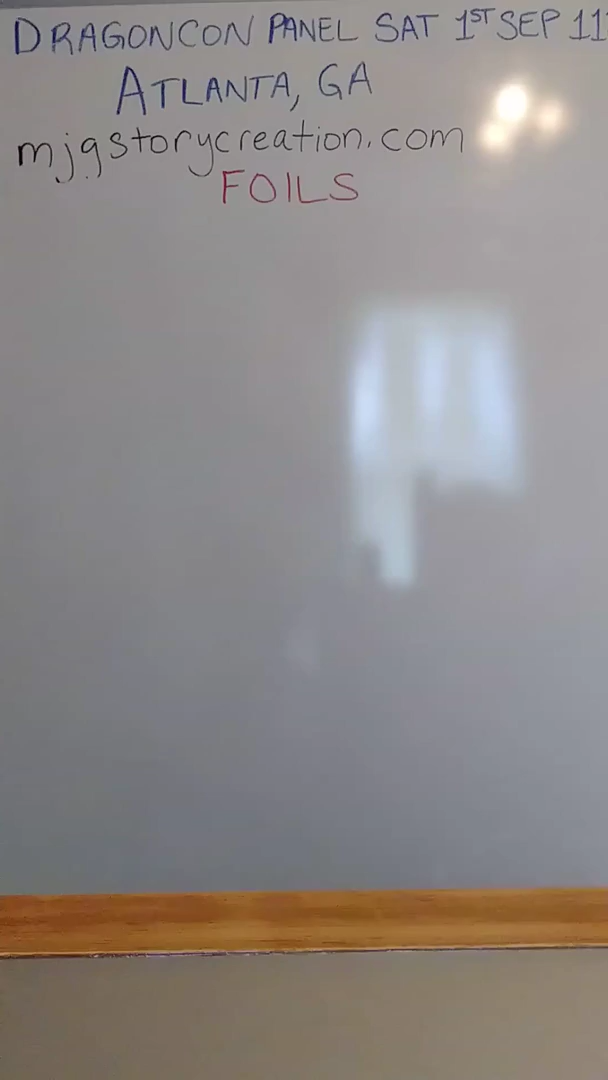 DRAGONCON PANEL SAT 1ST SEP 11
ATLANTA, GA
mjgstorycreation.com
FOILS